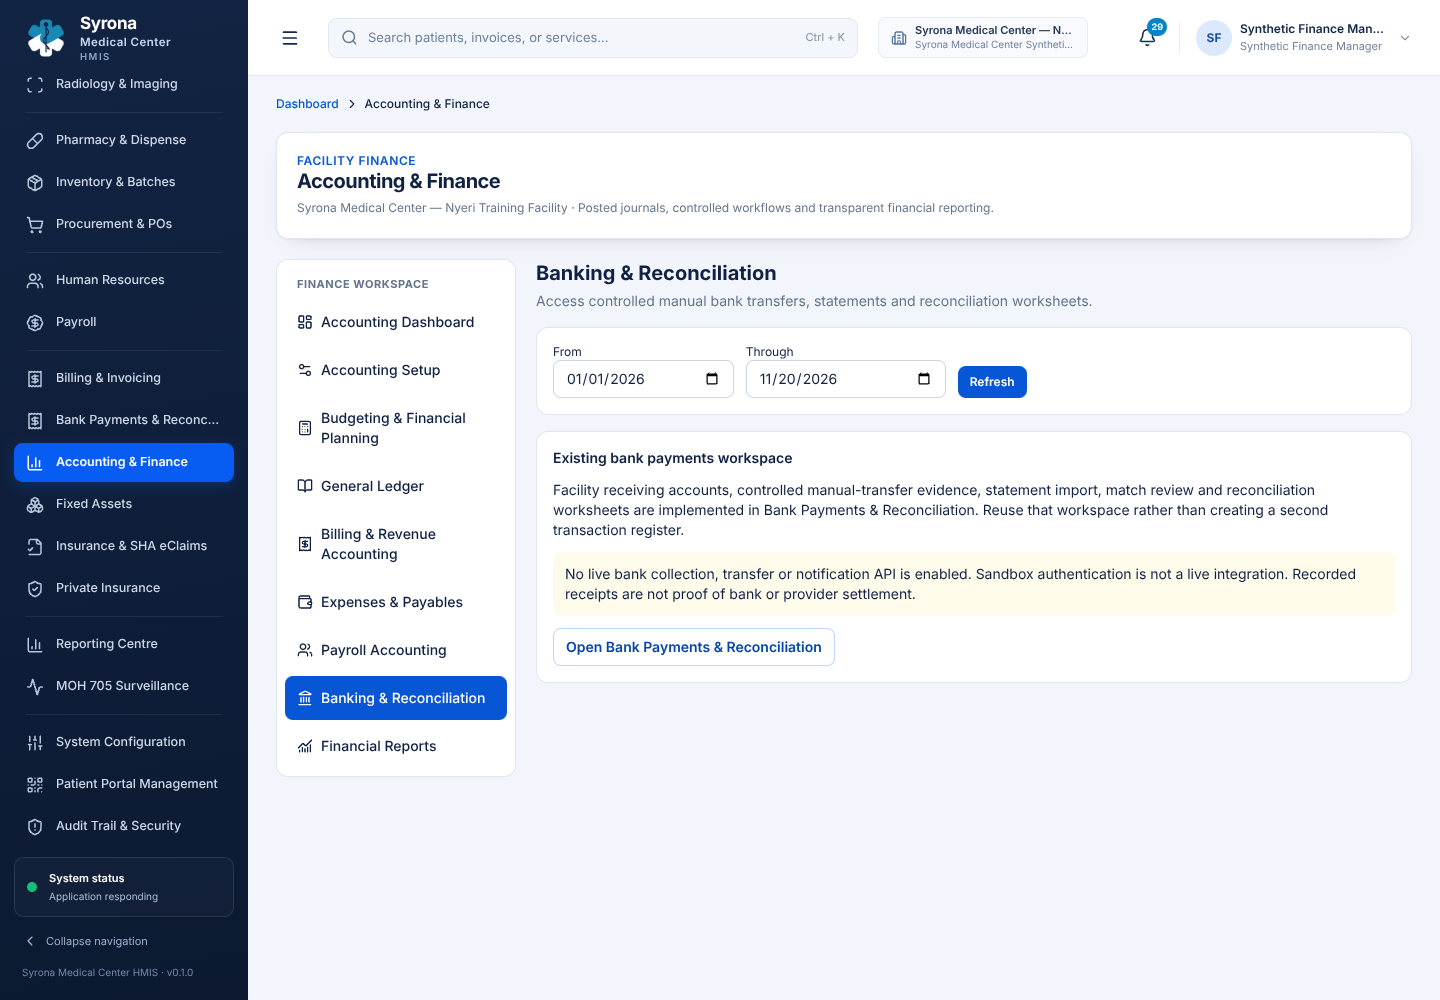 Syrona
Medical Center
HMIS
Radiology & Imaging
Pharmacy & Dispense
Inventory & Batches
Procurement & POs
Human Resources
Payroll
Billing & Invoicing
Bank Payments & Reconc...
Accounting & Finance
Fixed Assets
Insurance & SHA eClaims
Private Insurance
Reporting Centre
MOH 705 Surveillance
System Configuration
Patient Portal Management
Audit Trail & Security
System status
Application responding
Collapse navigation
Syrona Medical Center HMIS · v0.1.0
Search patients, invoices, or services...
Ctrl + K
Syrona Medical Center — N...
Syrona Medical Center Syntheti...
29
SF
Synthetic Finance Man...
Synthetic Finance Manager
Dashboard
Accounting & Finance
FACILITY FINANCE
Accounting & Finance
Syrona Medical Center — Nyeri Training Facility · Posted journals, controlled workflows and transparent financial reporting.
FINANCE WORKSPACE
Accounting Dashboard
Accounting Setup
Budgeting & Financial
Planning
General Ledger
Billing & Revenue
Accounting
Expenses & Payables
Payroll Accounting
Banking & Reconciliation
Financial Reports
Banking & Reconciliation
Access controlled manual bank transfers, statements and reconciliation worksheets.
From
01/01/2026
Through
11/20/2026
Refresh
Existing bank payments workspace
Facility receiving accounts, controlled manual-transfer evidence, statement import, match review and reconciliation
worksheets are implemented in Bank Payments & Reconciliation. Reuse that workspace rather than creating a second
transaction register.
No live bank collection, transfer or notification API is enabled. Sandbox authentication is not a live integration. Recorded
receipts are not proof of bank or provider settlement.
Open Bank Payments & Reconciliation